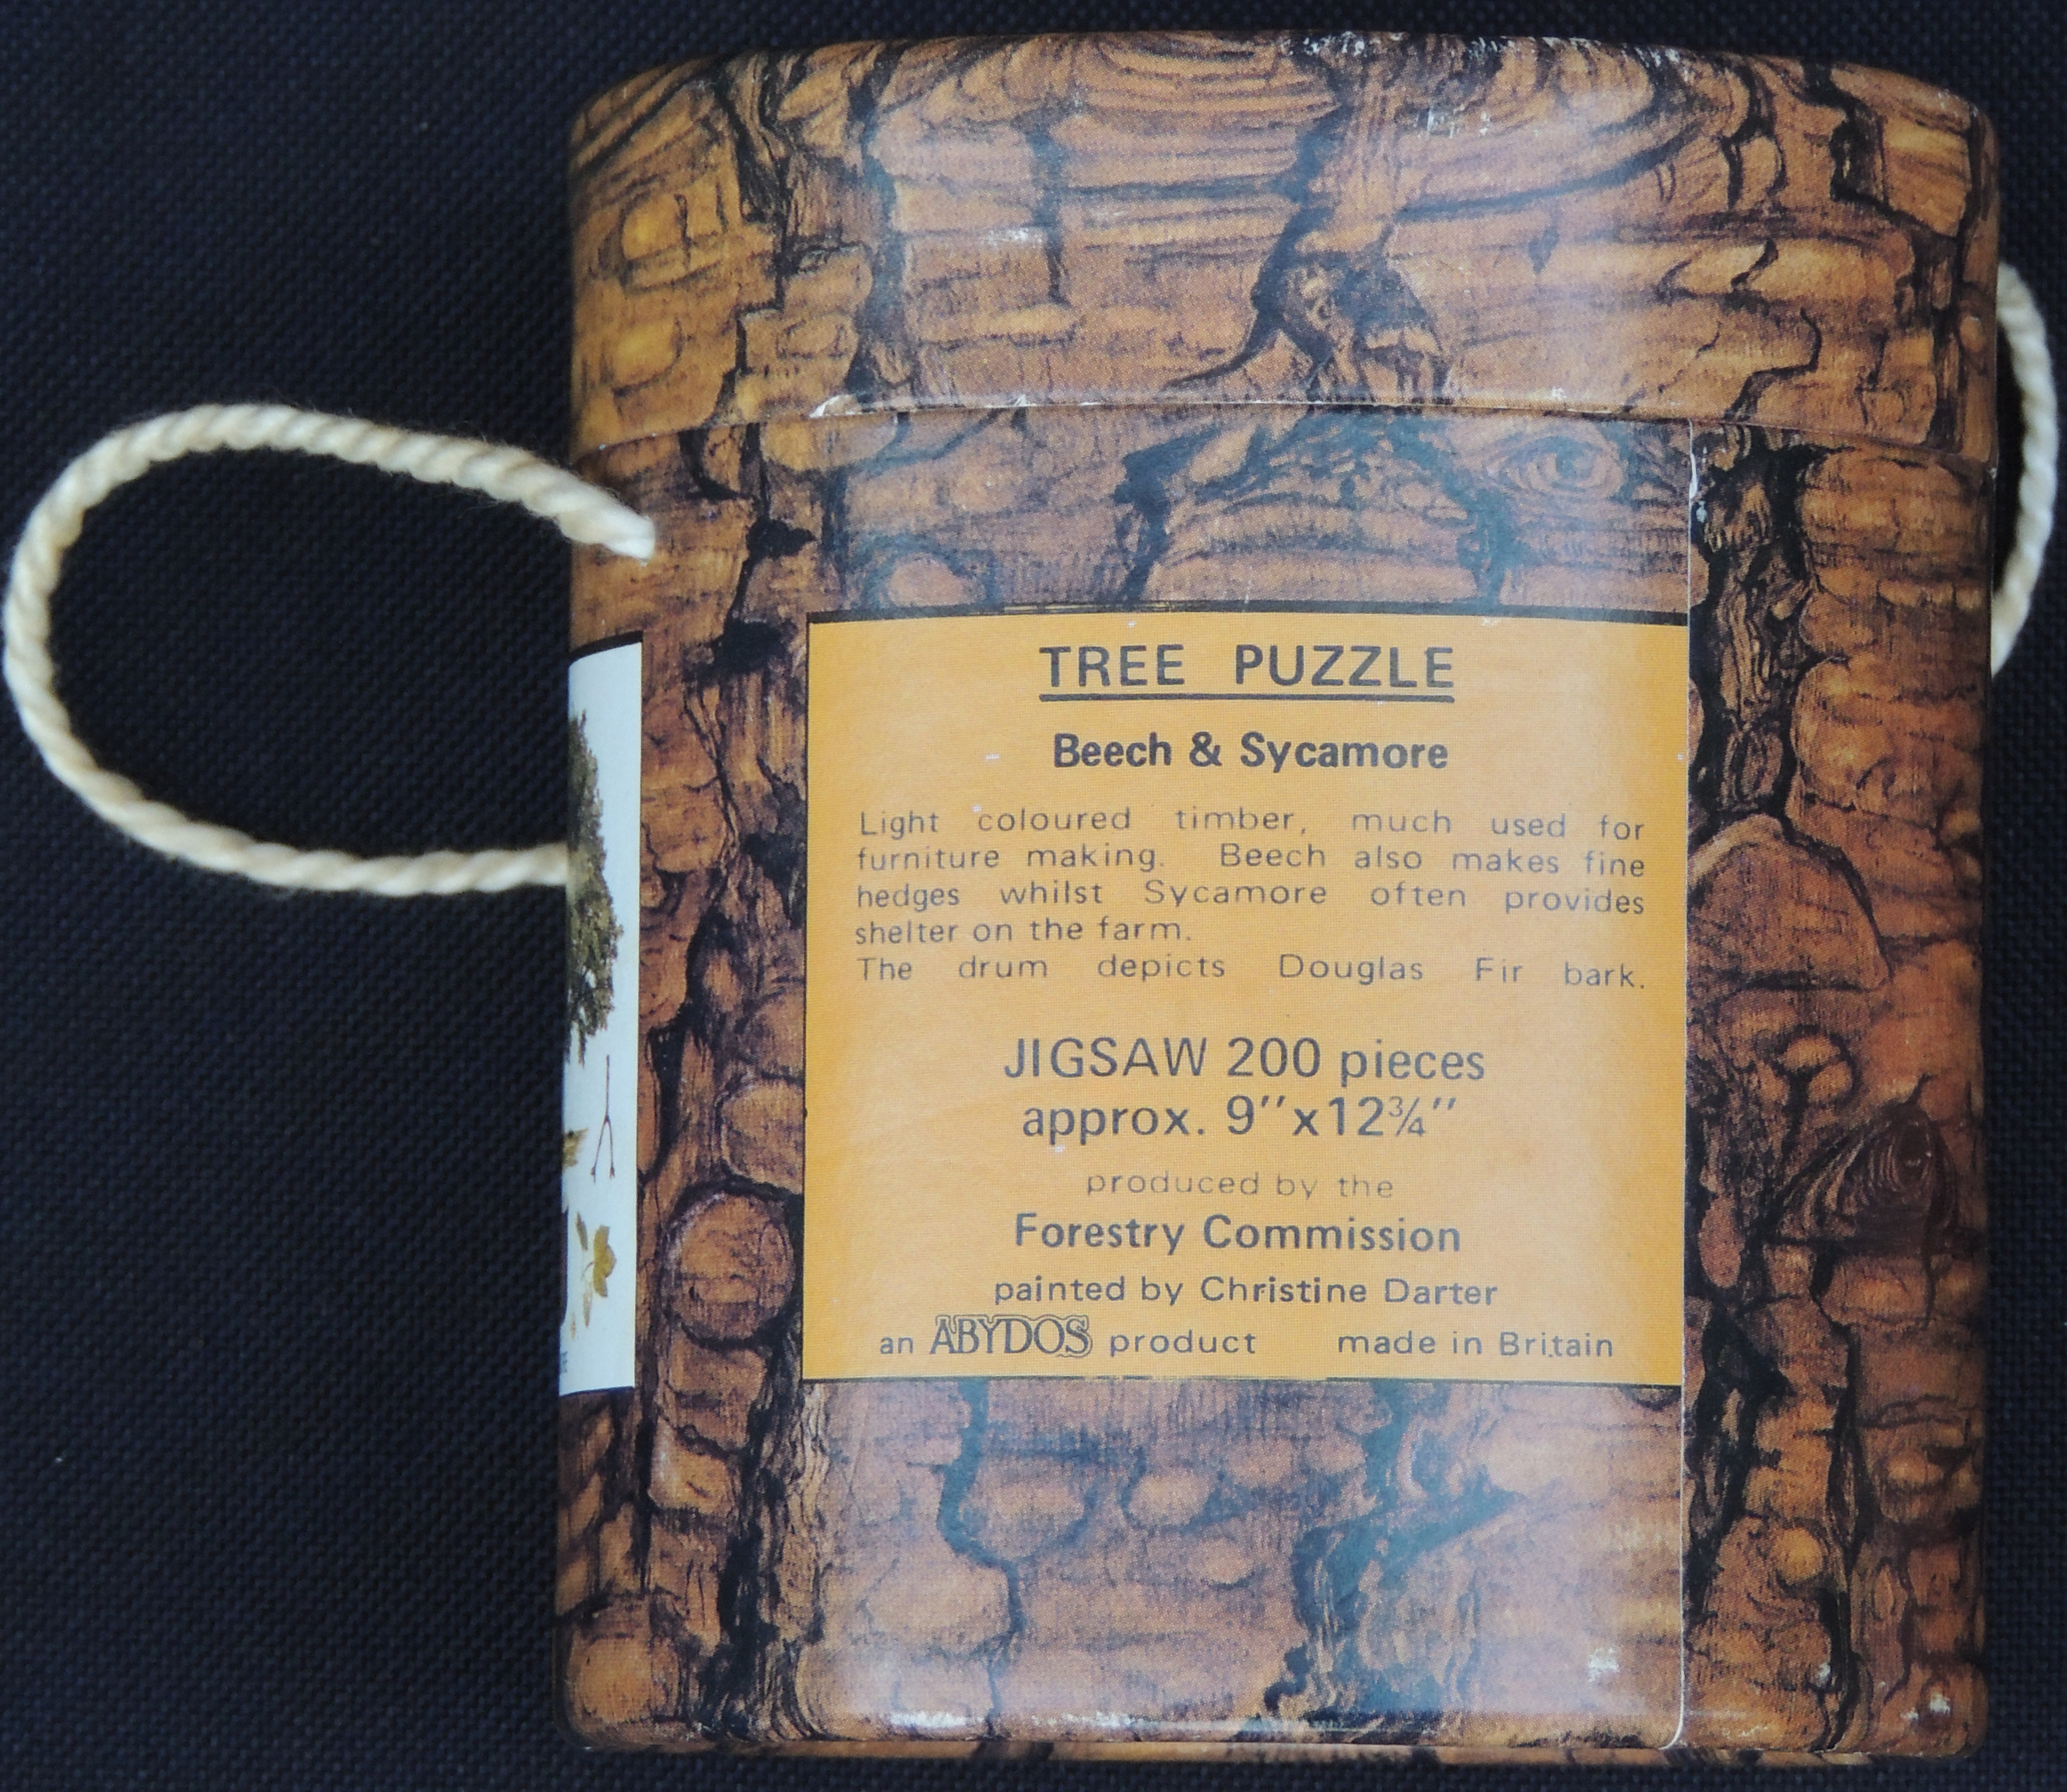 TREE PUZZLE
Beech & Sycamore
Light coloured timber, much used for
furniture making. Beech also makes fine
hedges whilst Sycamore often provides
shelter on the farm.
The drum depicts Douglas Fir bark.
JIGSAW 200 pieces
approx. 9"x12¾"
produced by the
Forestry Commission
painted by Christine Darter
an ABYDOS product made in Britain